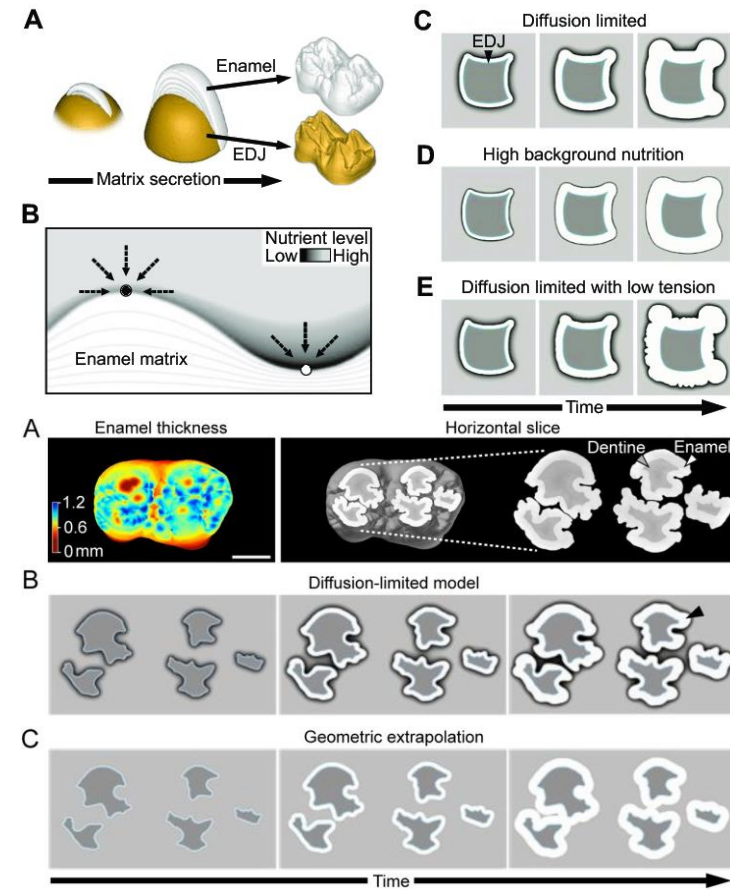 A
Enamel
EDJ
Matrix secretion
B
Nutrient level
Low High
Enamel matrix
C
Diffusion limited
EDJ
D
High background nutrition
E
Diffusion limited with low tension
Time
A
Enamel thickness
1.2
0.6
0 mm
Horizontal slice
Dentine Enamel
B
Diffusion-limited model
C
Geometric extrapolation
Time